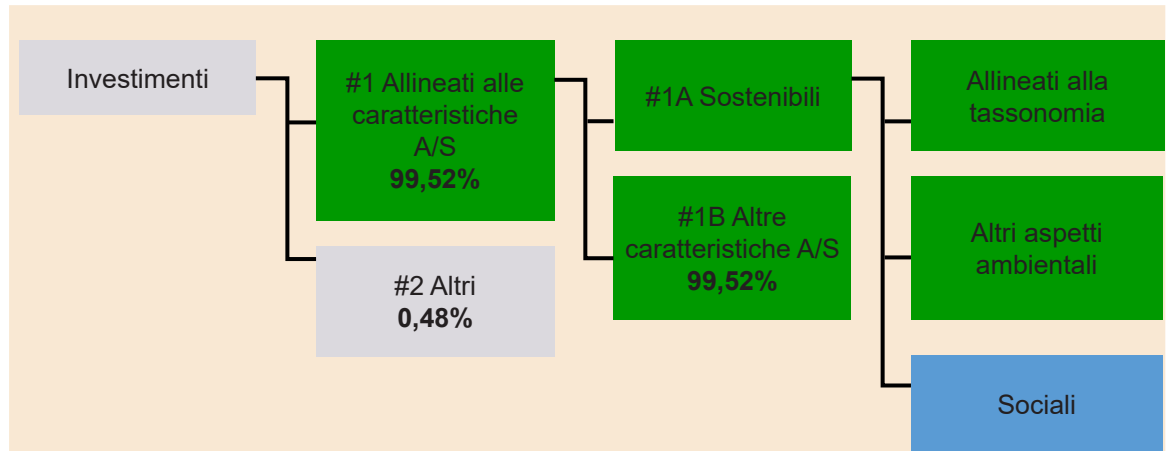 Investimenti
#1 Allineati alle
caratteristiche
A/S
99,52%
#2 Altri
0,48%
#1A Sostenibili
#1B Altre
caratteristiche A/S
99,52%
Allineati alla
tassonomia
Altri aspetti
ambientali
Sociali